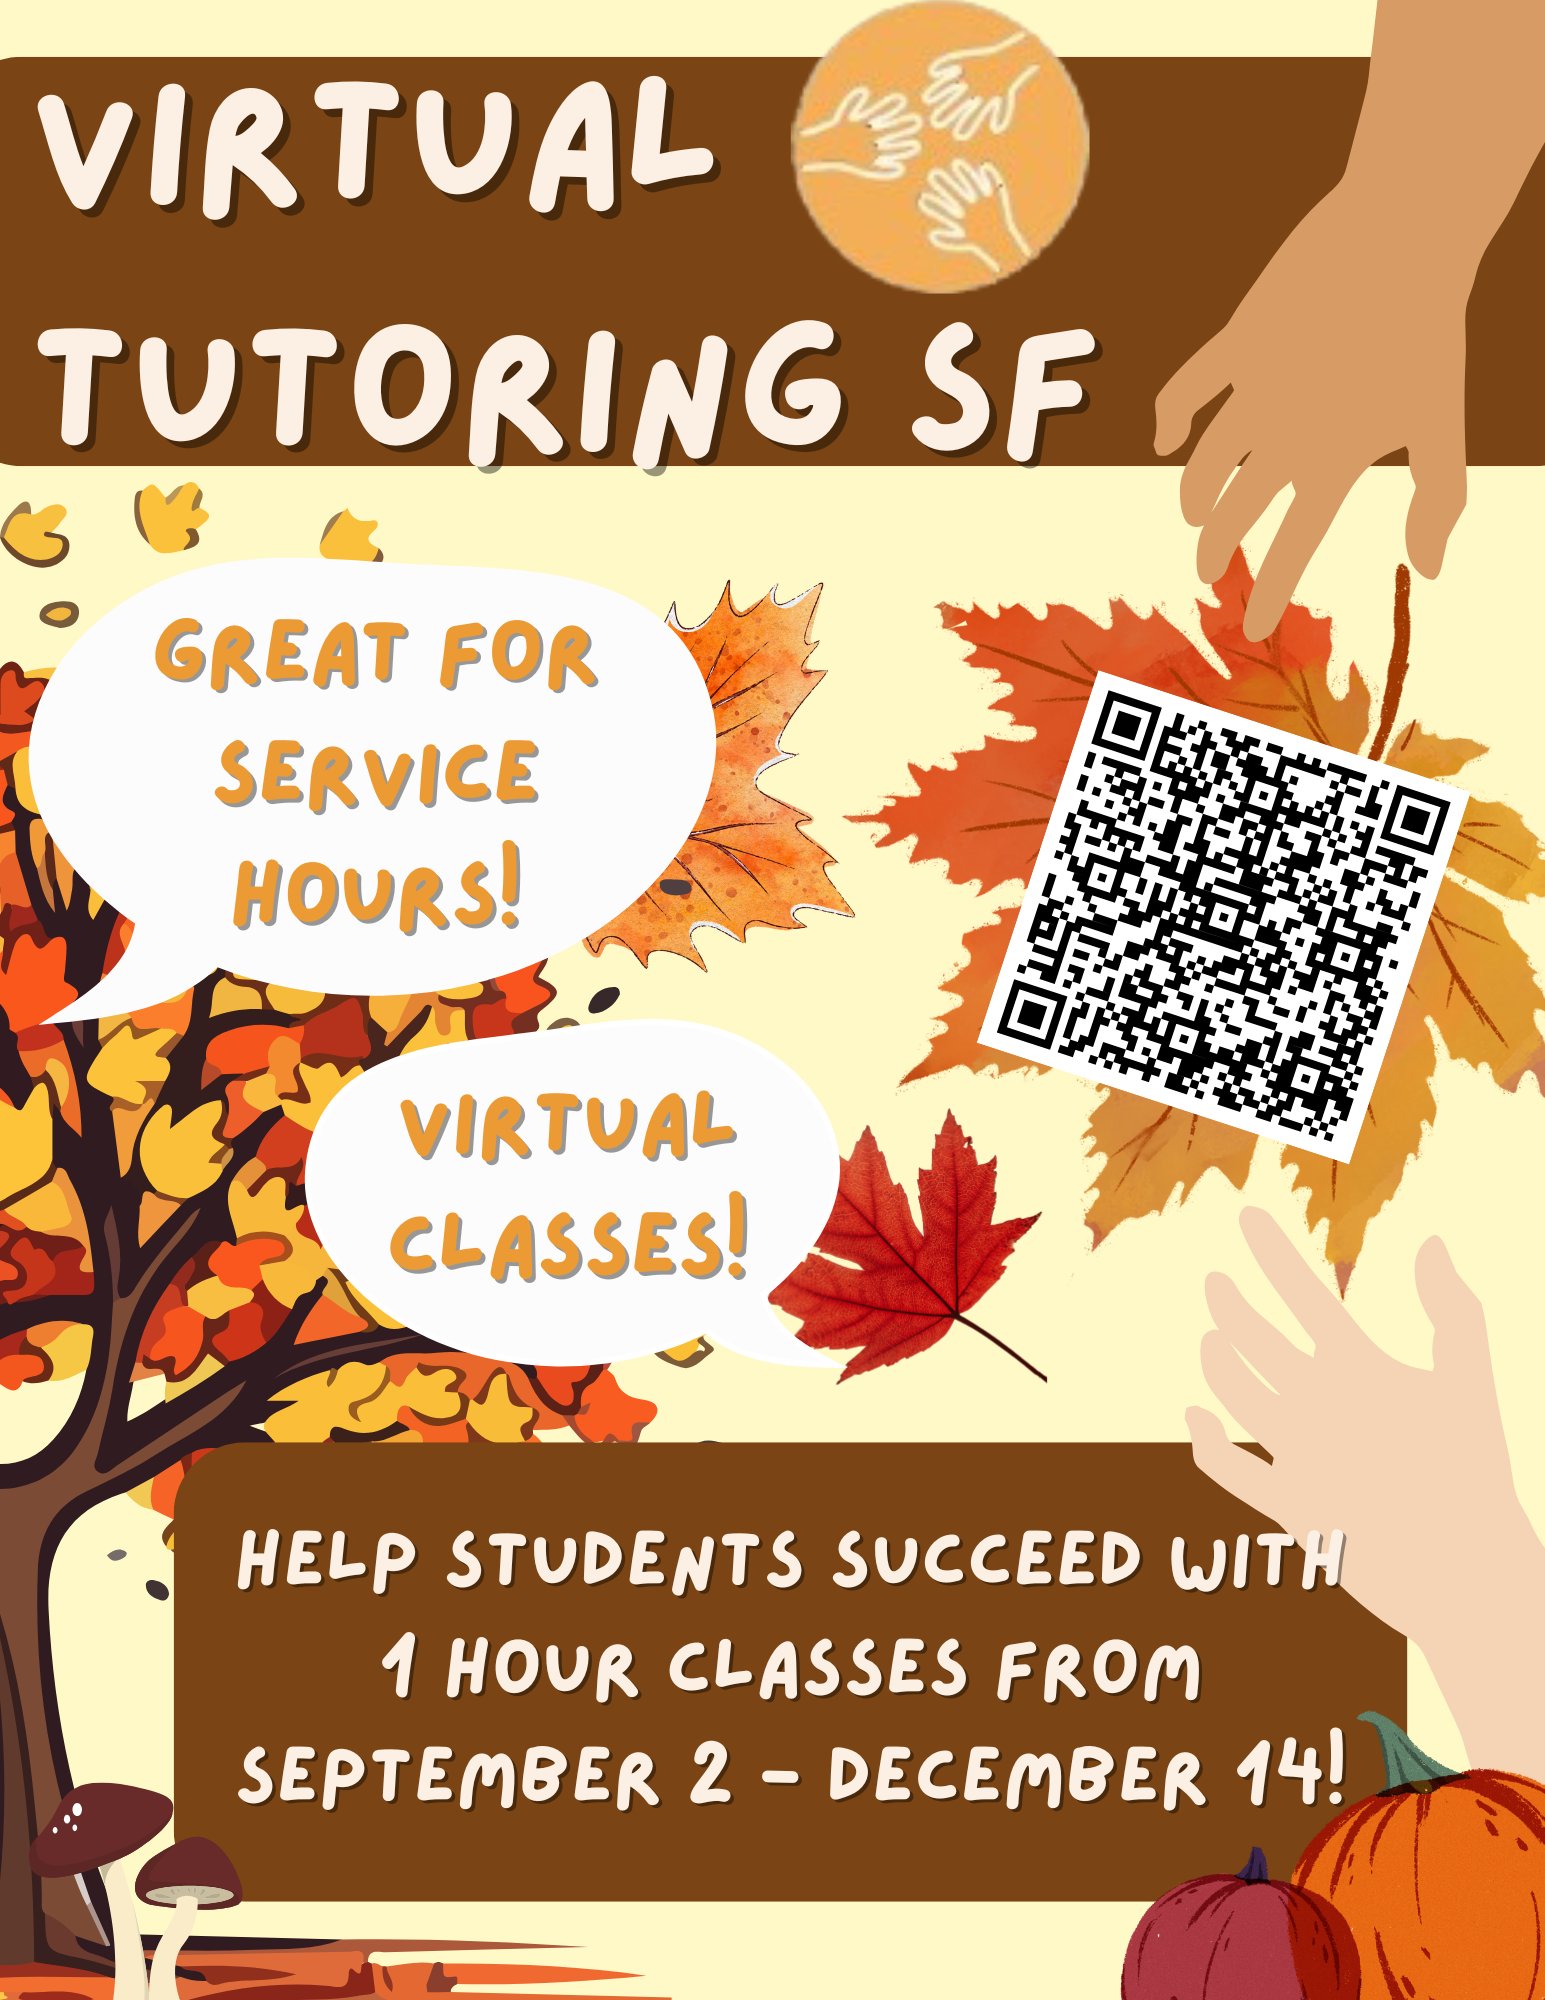 VIRTUAL
TUTORING SF
GREAT FOR
SERVICE
HOURS!
VIRTUAL
CLASSES!
HELP STUDENTS SUCCEED WITH
1 HOUR CLASSES FROM
SEPTEMBER 2 - DECEMBER 14!